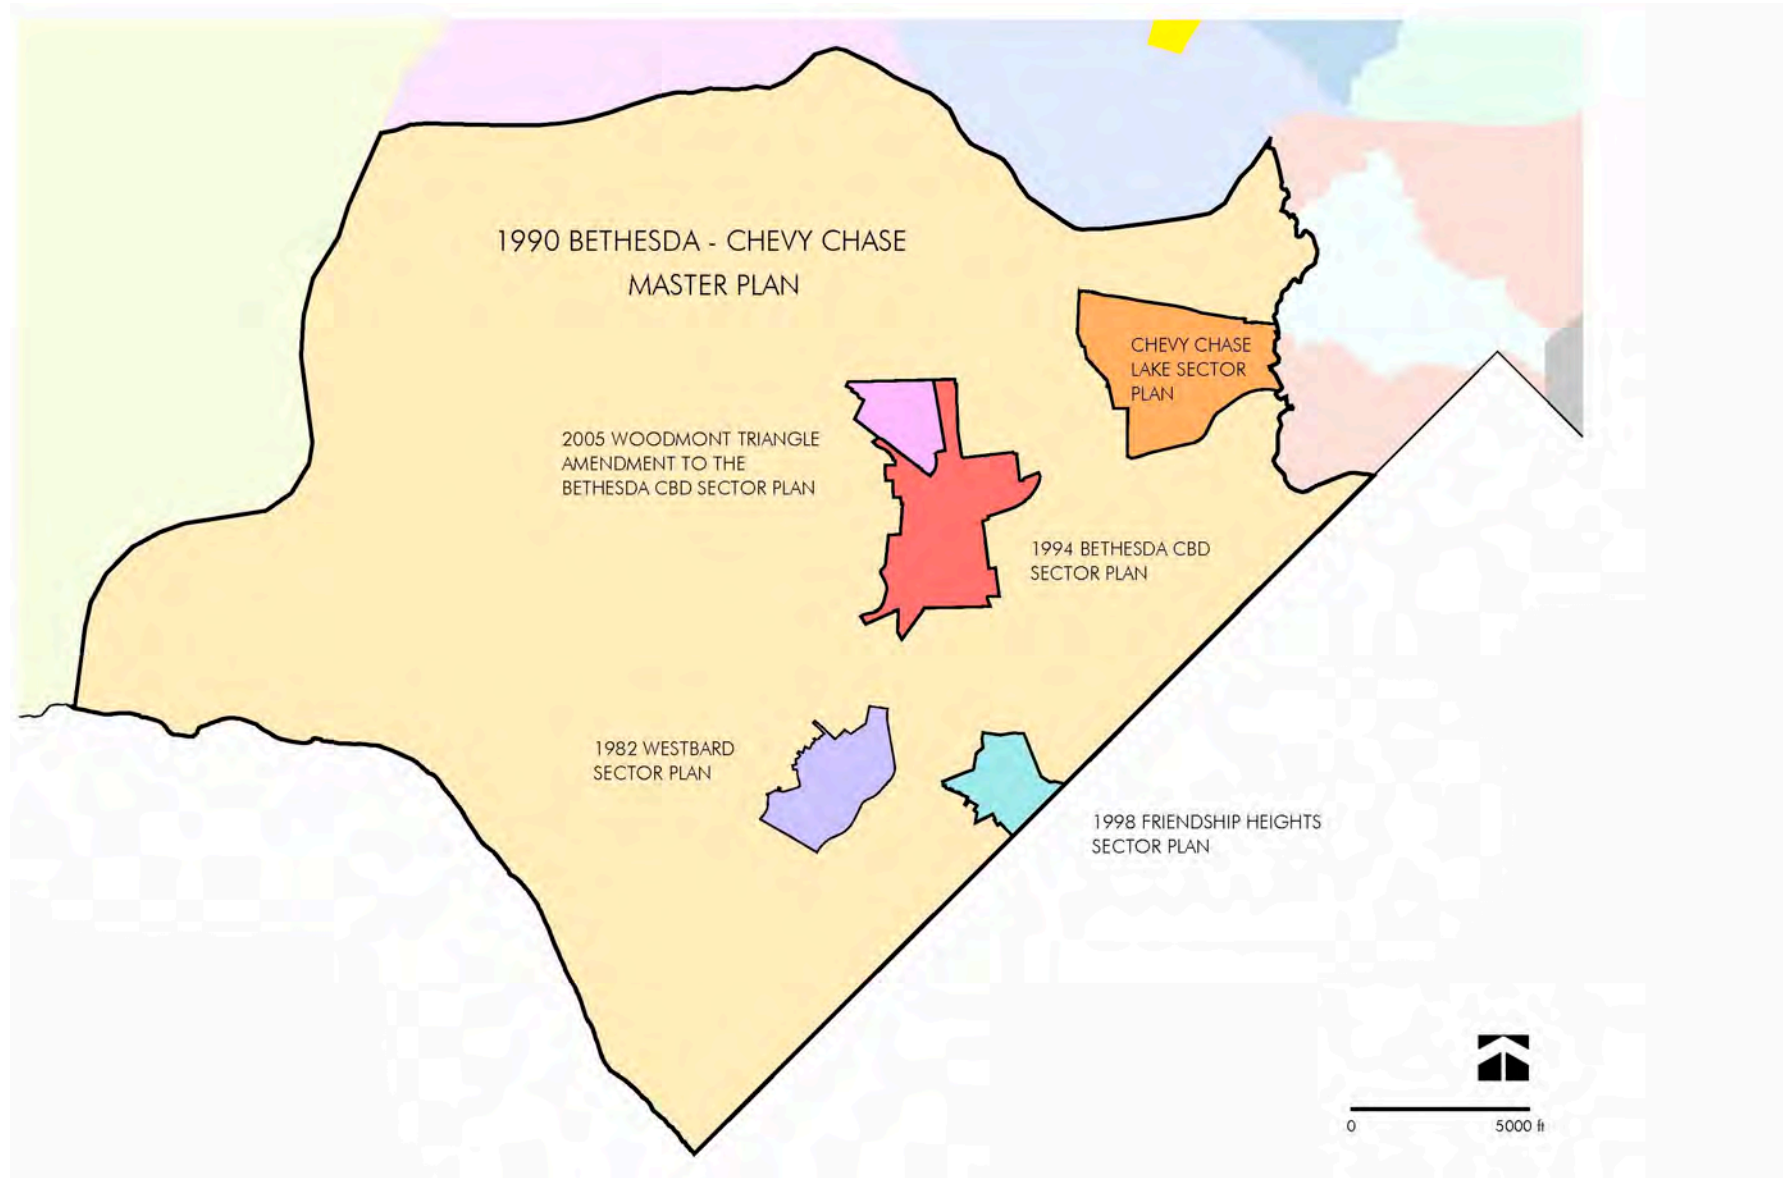 1990 BETHESDA - CHEVY CHASE
MASTER PLAN
CHEVY CHASE
LAKE SECTOR
PLAN
2005 WOODMONT TRIANGLE
AMENDMENT TO THE
BETHESDA CBD SECTOR PLAN
1994 BETHESDA CBD
SECTOR PLAN
1982 WESTBARD
SECTOR PLAN
1998 FRIENDSHIP HEIGHTS
SECTOR PLAN
0 5000 ft